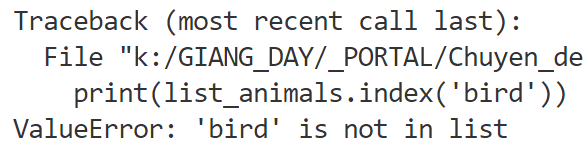 Traceback (most recent call last):
  File "k:/GIANG_DAY/_PORTAL/Chuyen_de
    print(list_animals.index('bird'))
ValueError: 'bird' is not in list